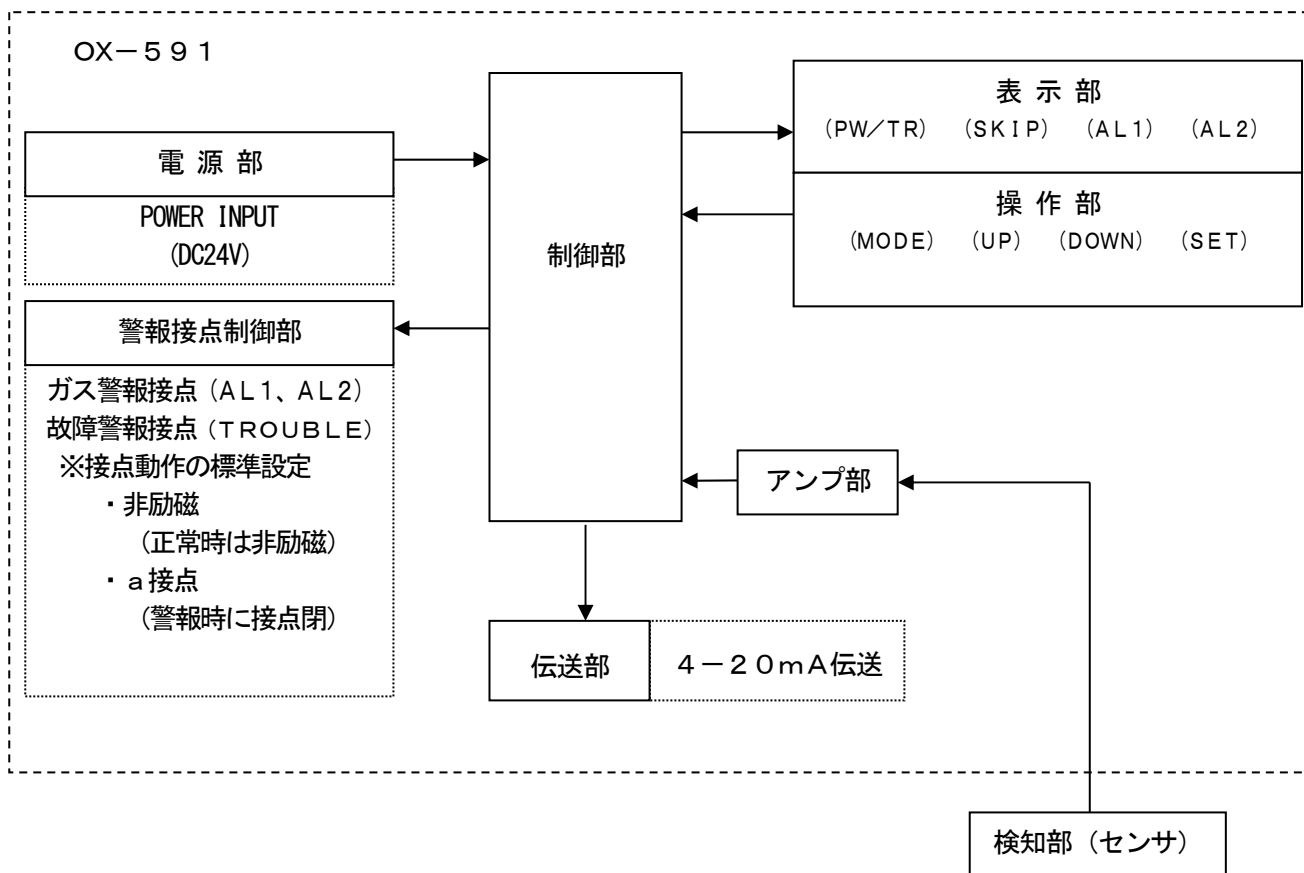 OX－５９１
電 源 部
POWER INPUT
(DC24V)
警報接点制御部
ガス警報接点（AL1、AL2）
故障警報接点（TROUBLE）
※接点動作の標準設定
・非励磁
（正常時は非励磁）
・ａ接点
（警報時に接点閉）
制御部
表 示 部
（PW／TR） （SKIP） （AL1） （AL2）
操 作 部
（MODE） （UP） （DOWN） （SET）
アンプ部
伝送部
４－２０ｍＡ伝送
検知部（センサ）